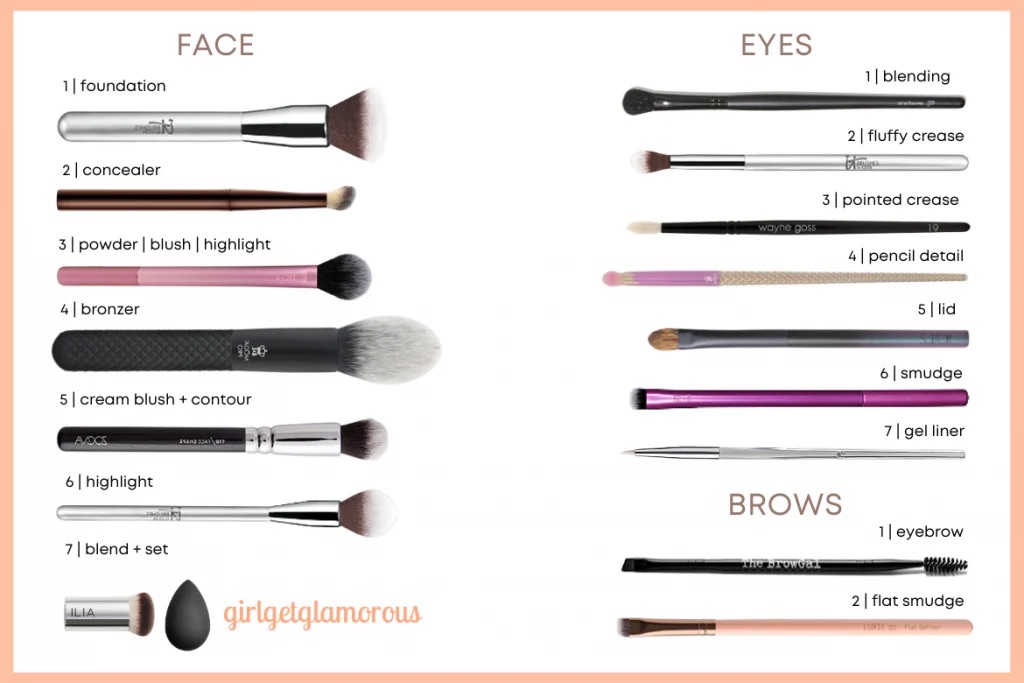 FACE
1 | foundation
2 | concealer
3 | powder | blush | highlight
4 | bronzer
5 | cream blush + contour
6 | highlight
7 | blend + set
ILIA
girlgetglamorous
EYES
1 | blending
2 | fluffy crease
3 | pointed crease
wayne goss 19
4 | pencil detail
5 | lid
6 | smudge
7 | gel liner
BROWS
1 | eyebrow
The BrowGal
2 | flat smudge